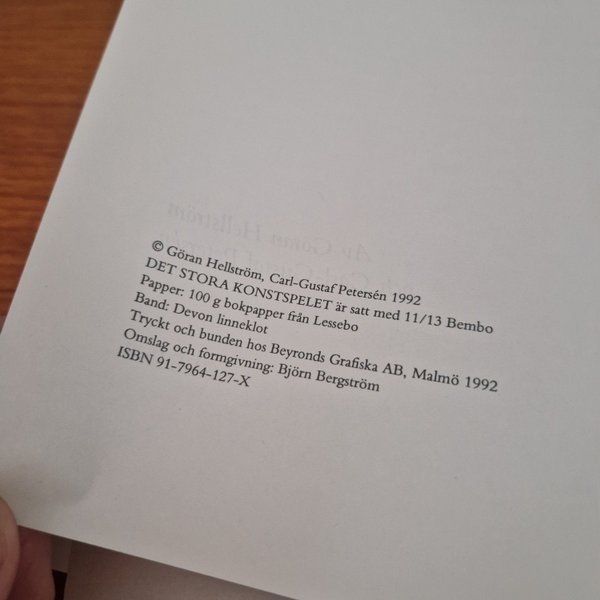 © Göran Hellström, Carl-Gustaf Petersén 1992
DET STORA KONSTSPELET är satt med 11/13 Bembo
Papper: 100 g bokpapper från Lessebo
Band: Devon linneklot
Tryckt och bunden hos Beyronds Grafiska AB, Malmö 1992
Omslag och formgivning: Björn Bergström
ISBN 91-7964-127-X